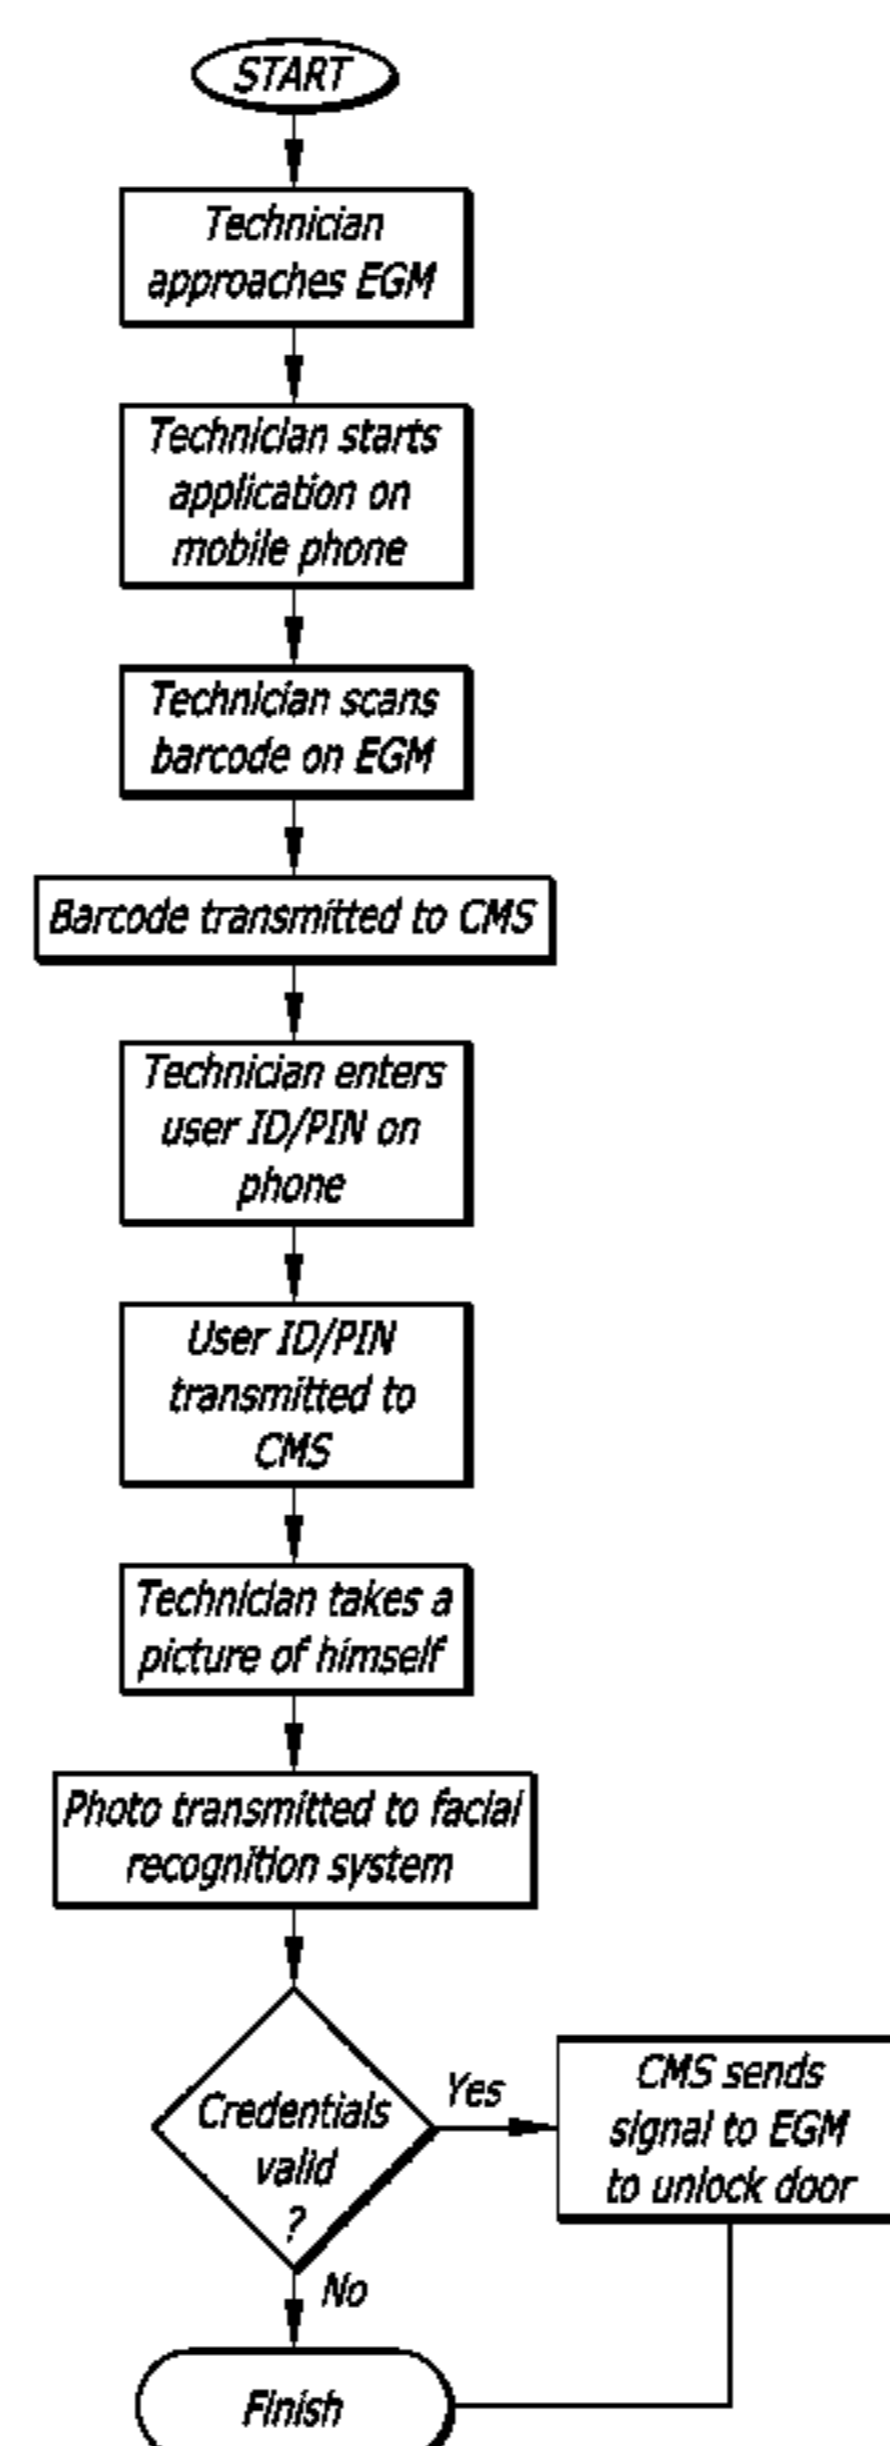 START
Technician
approaches EGM
Technician starts
application on
mobile phone
Technician scans
barcode on EGM
Barcode transmitted to CMS
Technician enters
user ID/PIN on
phone
User ID/PIN
transmitted to
CMS
Technician takes a
picture of himself
Photo transmitted to facial
recognition system
Credentials
valid
?
Yes
CMS sends
signal to EGM
to unlock door
No
Finish